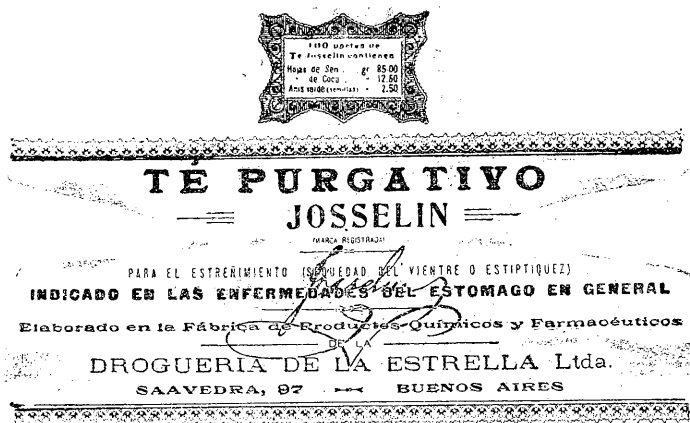 100 partes de
Te Josselin contienen
Hojas de Sen . gr 85.00
" de Coca . " 12.50
Anis verde (semillas) " 2.50
TÉ PURGATIVO
JOSSELIN
(MARCA REGISTRADA)
PARA EL ESTREÑIMIENTO (SEQUEDAD DEL VIENTRE O ESTIPTIQUEZ)
INDICADO EN LAS ENFERMEDADES DEL ESTOMAGO EN GENERAL
Elaborado en la Fábrica de Productos Químicos y Farmacéuticos
DE LA
DROGUERIA DE LA ESTRELLA Ltda.
SAAVEDRA, 97 BUENOS AIRES